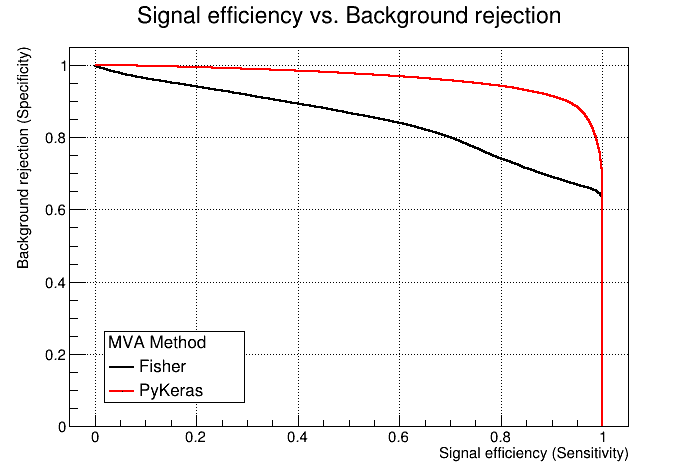 Signal efficiency vs. Background rejection
Background rejection (Specificity)
1
0.8
0.6
0.4
0.2
0
MVA Method
Fisher
PyKeras
0 0.2 0.4 0.6 0.8 1
Signal efficiency (Sensitivity)